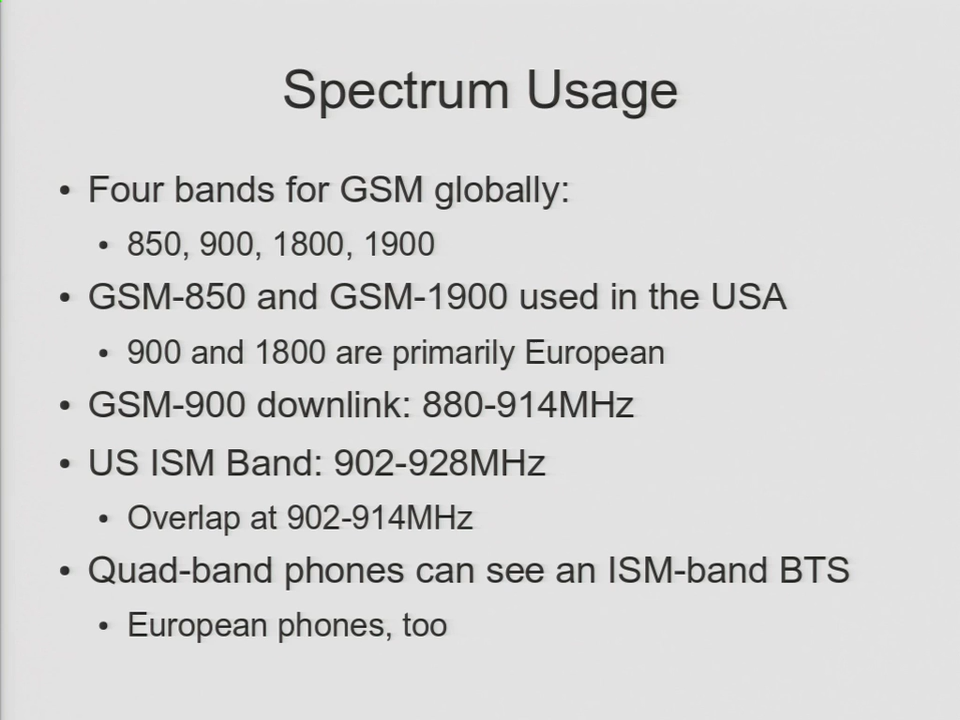 Spectrum Usage
• Four bands for GSM globally:
• 850, 900, 1800, 1900
• GSM-850 and GSM-1900 used in the USA
• 900 and 1800 are primarily European
• GSM-900 downlink: 880-914MHz
• US ISM Band: 902-928MHz
• Overlap at 902-914MHz
• Quad-band phones can see an ISM-band BTS
• European phones, too